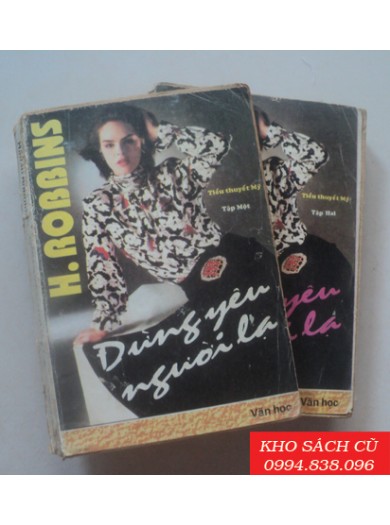 H. ROBBINS
Tiểu thuyết Mỹ
Tập Một
Đừng yêu
người lạ
Văn học
Tiểu thuyết Mỹ
Tập Hai
yêu
i lạ
Văn học
KHO SÁCH CŨ
0994.838.096